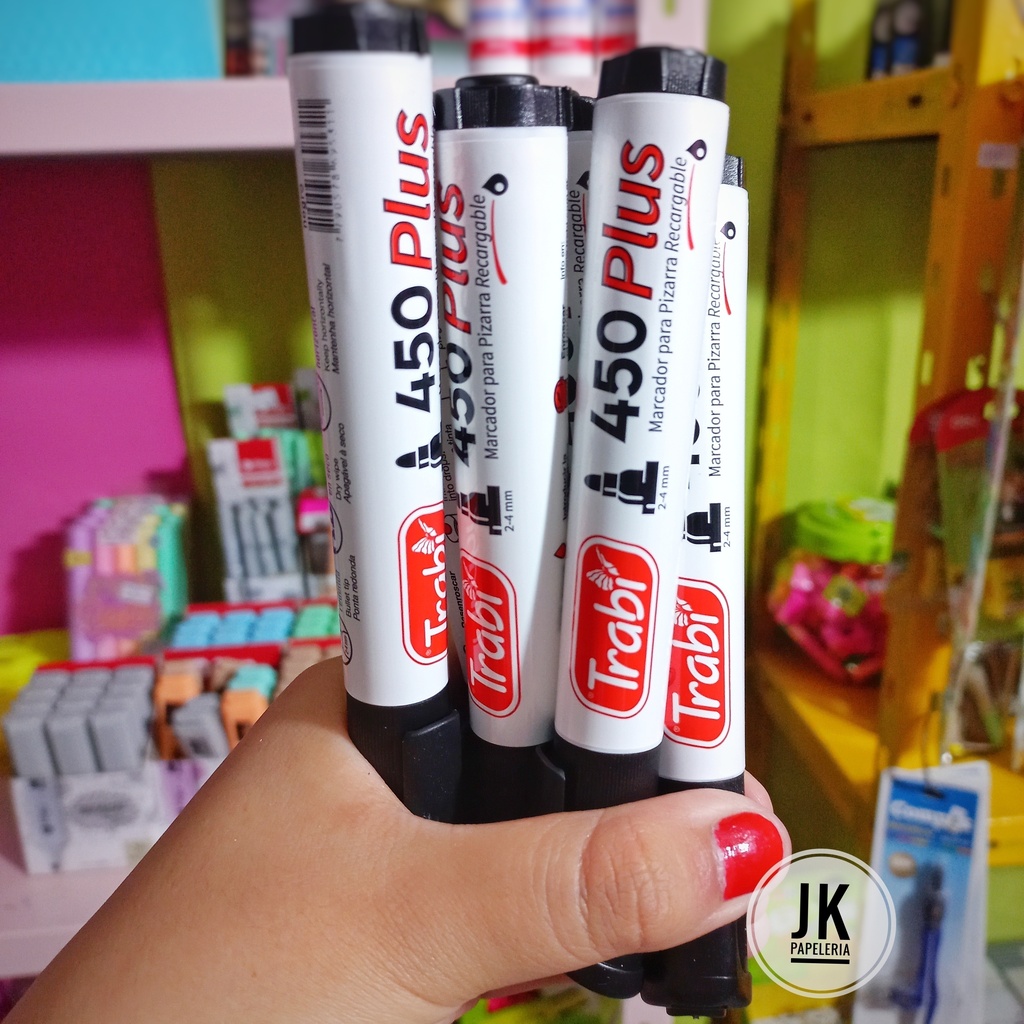 450 Plus
Mantenha horizontal
Keep horizontally
Apagável a seco
Dry wipe
Ponta redonda
Bullet tip
Trabi
450 Plus
Marcador para Pizarra Recargable
2-4 mm
Trabi
450 Plus
Marcador para Pizarra Recargable
2-4 mm
Trabi
Marcador para Pizarra Recargable
2-4 mm
Trabi
JK
PAPELERIA